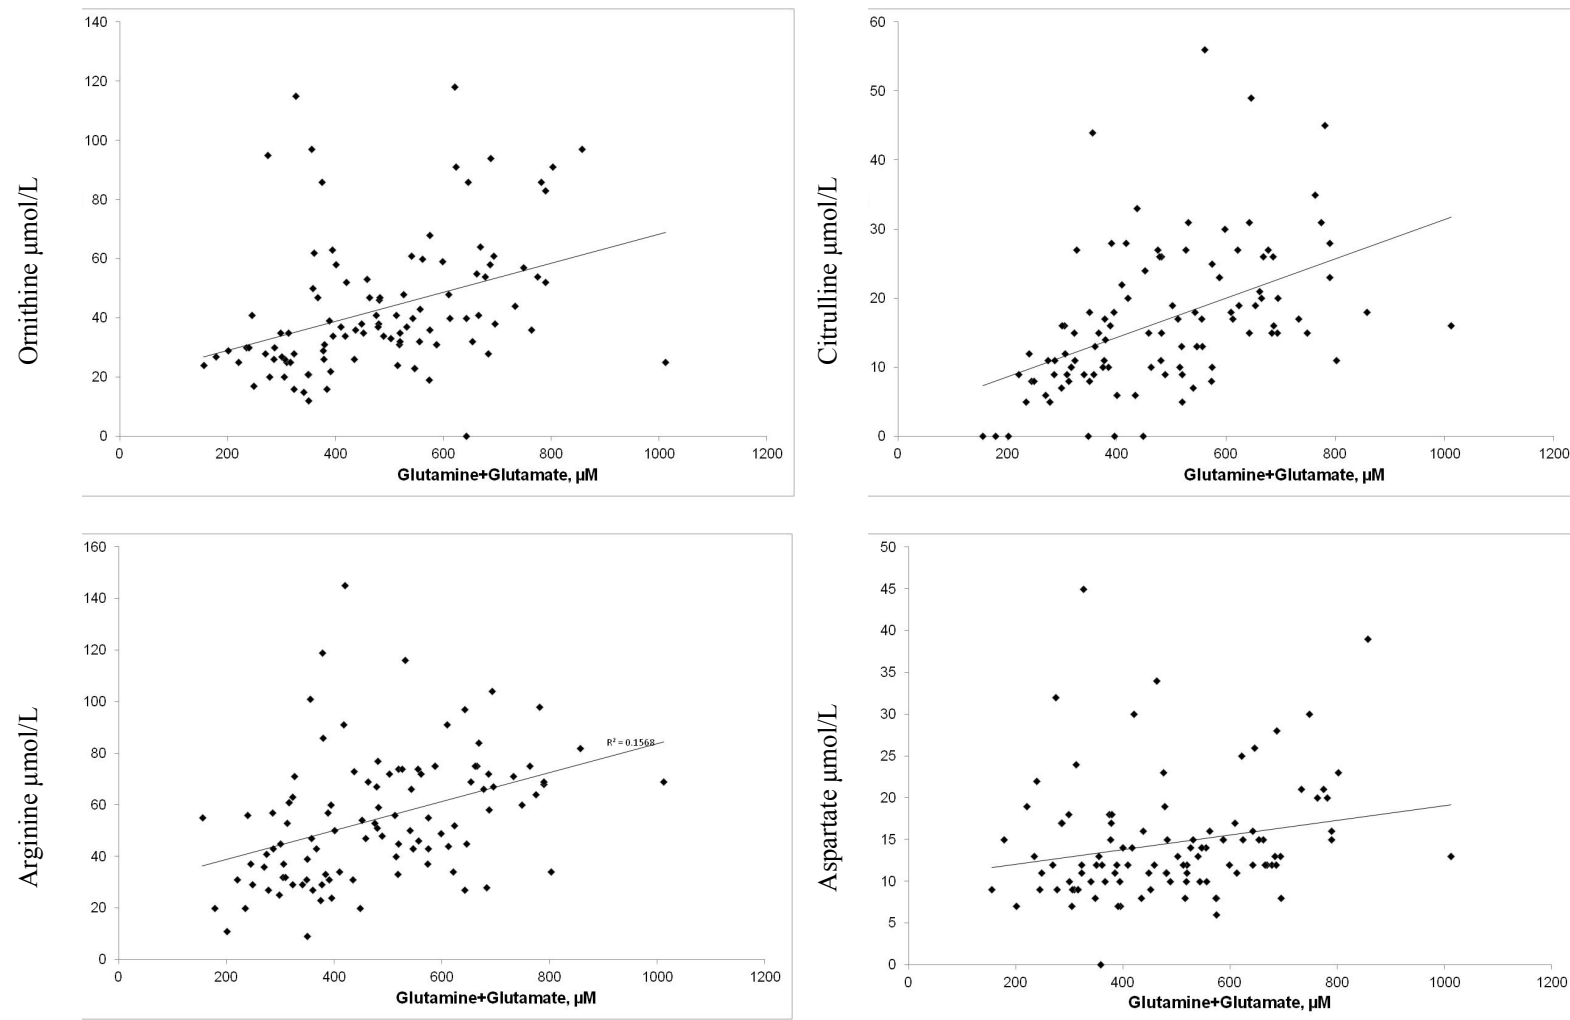 140
120
100
80
60
40
20
0
0 200 400 600 800 1000 1200
Glutamine+Glutamate, µM
Ornithine µmol/L
60
50
40
30
20
10
0
0 200 400 600 800 1000 1200
Glutamine+Glutamate, µM
Citrulline µmol/L
160
140
120
100
80
60
40
20
0
0 200 400 600 800 1000 1200
Glutamine+Glutamate, µM
Arginine µmol/L
R² = 0.1568
50
45
40
35
30
25
20
15
10
5
0
0 200 400 600 800 1000 1200
Glutamine+Glutamate, µM
Aspartate µmol/L